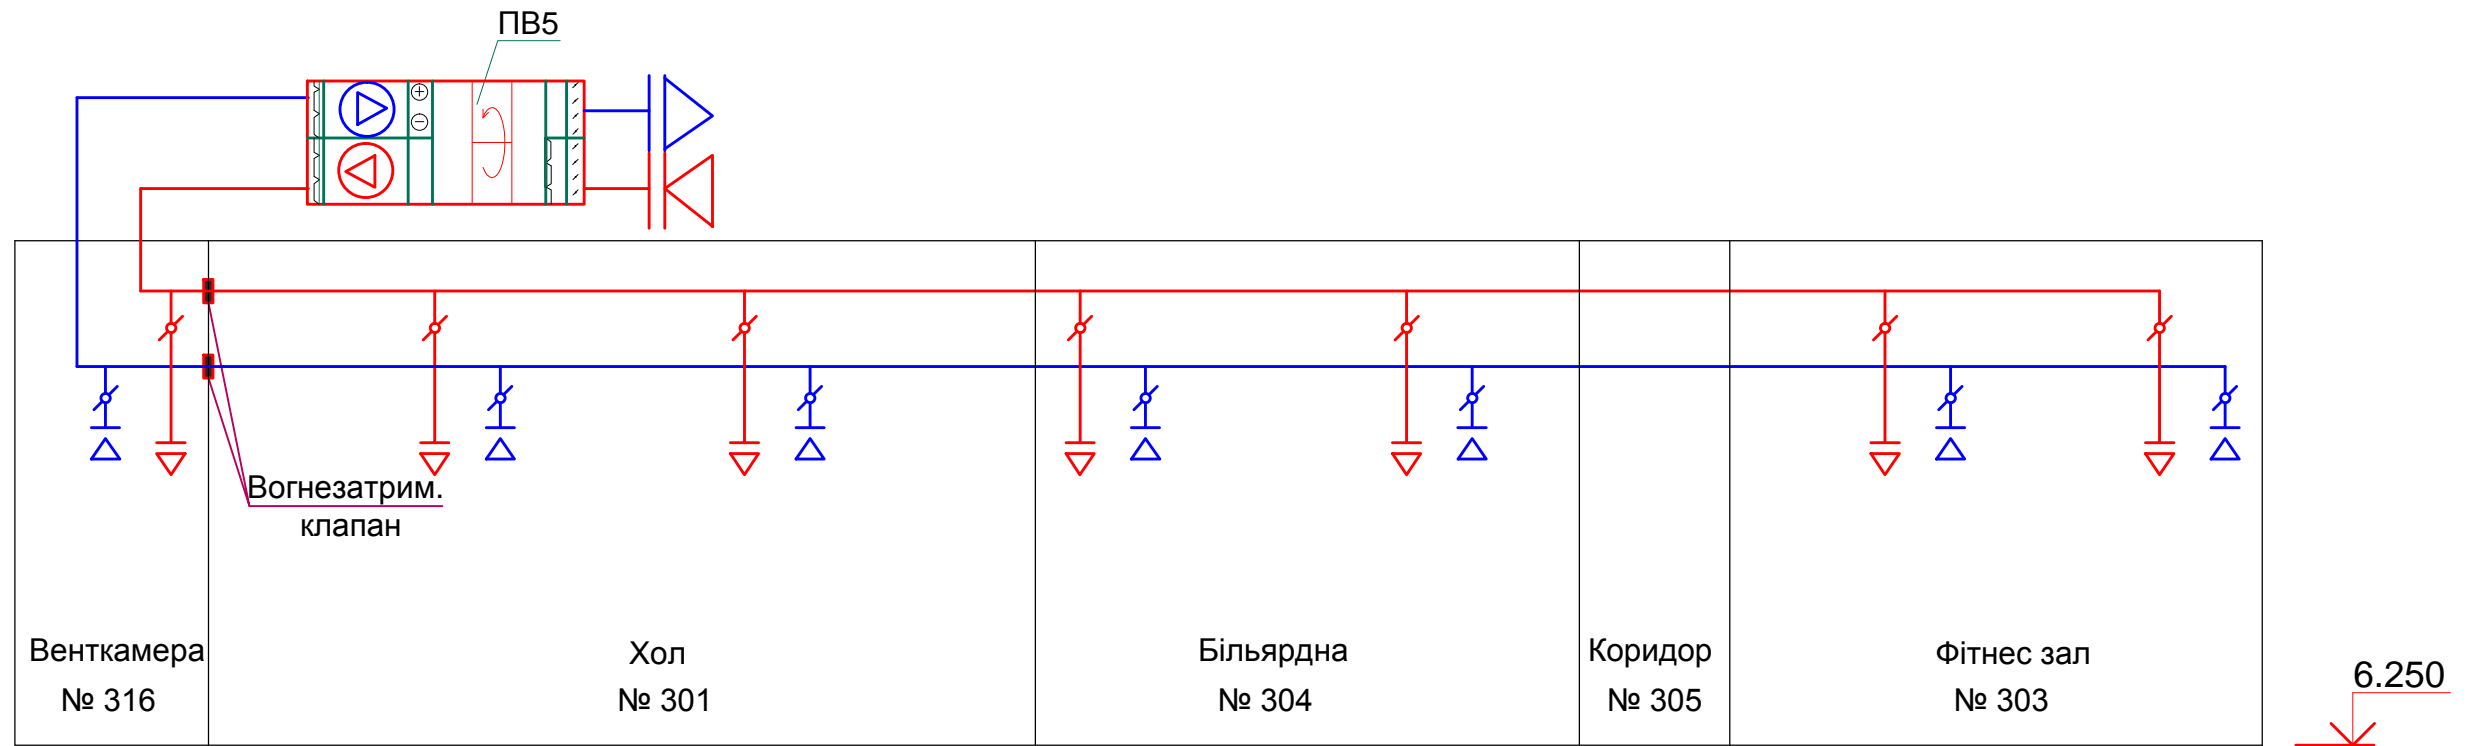 ПВ5
Вогнезатрим.
клапан
Венткамера
№ 316
Хол
№ 301
Більярдна
№ 304
Коридор
№ 305
Фітнес зал
№ 303
6.250